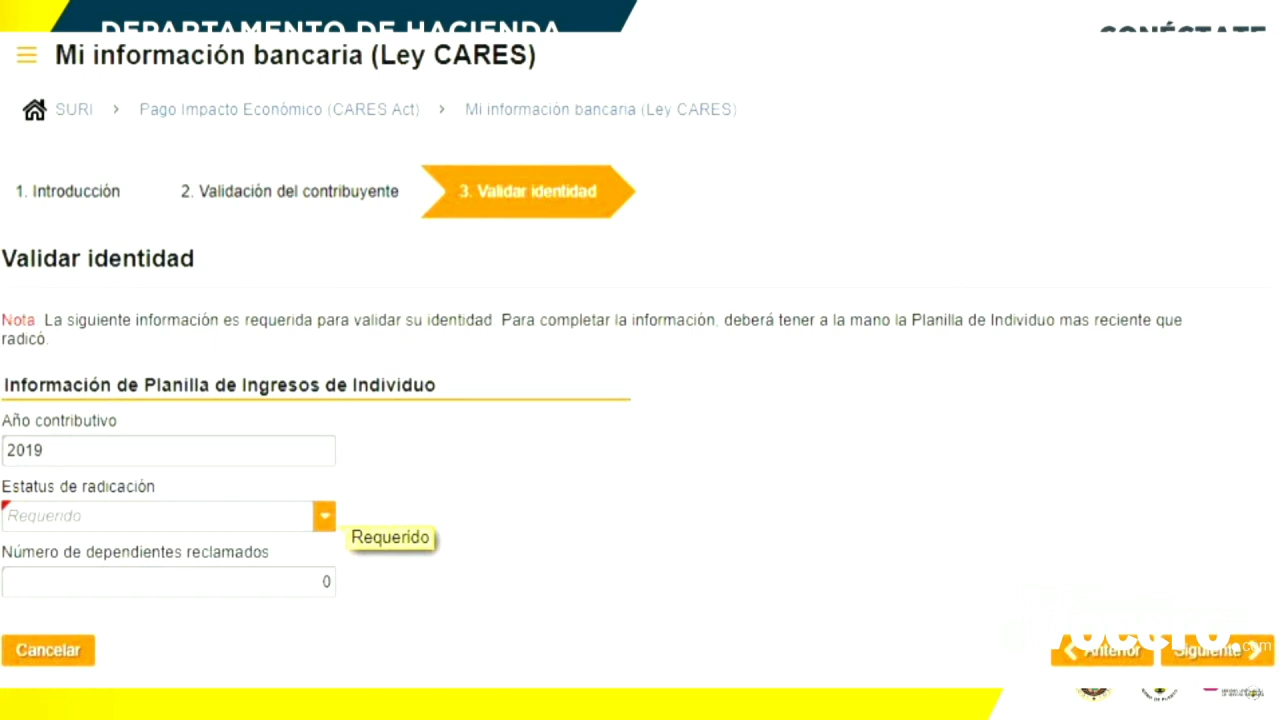 DEPARTAMENTO DE HACIENDA
CONÉCTATE
Mi información bancaria (Ley CARES)
SURI > Pago Impacto Económico (CARES Act) > Mi información bancaria (Ley CARES)
1. Introducción 2. Validación del contribuyente 3. Validar identidad
Validar identidad
Nota La siguiente información es requerida para validar su identidad Para completar la información, deberá tener a la mano la Planilla de Individuo mas reciente que
radicó.
Información de Planilla de Ingresos de Individuo
Año contributivo
2019
Estatus de radicación
Requerido
Requerido
Número de dependientes reclamados
0
Cancelar
Anterior Siguiente
.com